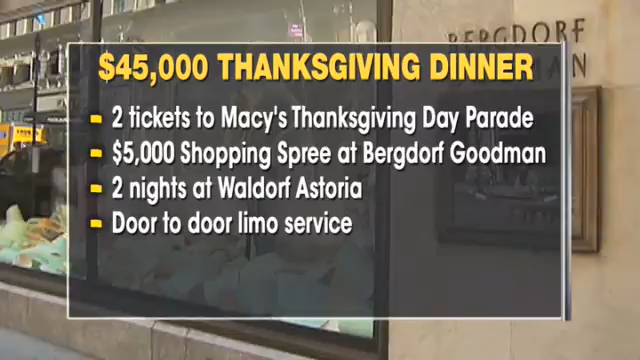 BERGDORF
$45,000 THANKSGIVING DINNER
- 2 tickets to Macy's Thanksgiving Day Parade
- $5,000 Shopping Spree at Bergdorf Goodman
- 2 nights at Waldorf Astoria
- Door to door limo service